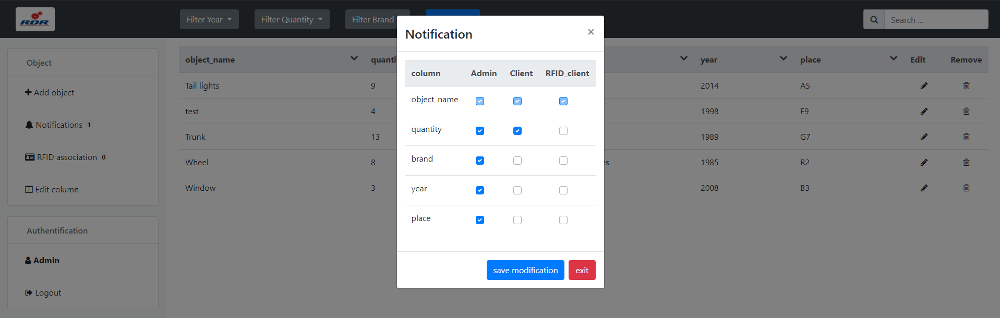 RDR
Filter Year
Filter Quantity
Filter Brand
Search ...
Notification
×
column Admin Client RFID_client
object_name
quantity
brand
year
place
save modification exit
Object
Add object
Notifications 1
RFID association 0
Edit column
Authentification
Admin
Logout
object_name year place Edit Remove
Tail lights 9 2014 A5
test 4 1998 F9
Trunk 13 1989 G7
Wheel 8 1985 R2
Window 3 2008 B3